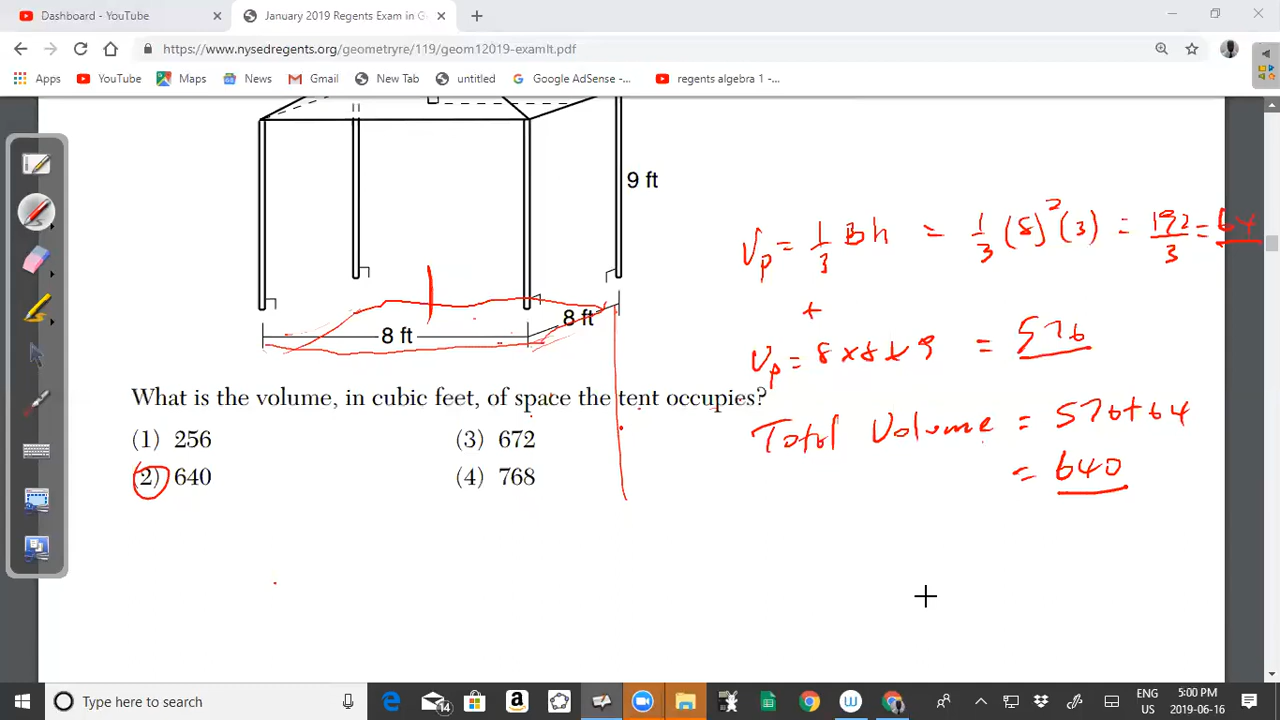 Dashboard - YouTube
January 2019 Regents Exam in G
https://www.nysedregents.org/geometryre/119/geom12019-examlt.pdf
Apps YouTube Maps News Gmail New Tab untitled Google AdSense -... regents algebra 1 -...
9 ft
8 ft
8 ft
Vp = 1/3 Bh = 1/3 (8)² (3) = 192/3 = 64
+
Vp = 8 x 8 x 9 = 576
Total Volume = 576+64
= 640
What is the volume, in cubic feet, of space the tent occupies?
(1) 256 (3) 672
(2) 640 (4) 768
Type here to search
14
ENG
US
5:00 PM
2019-06-16